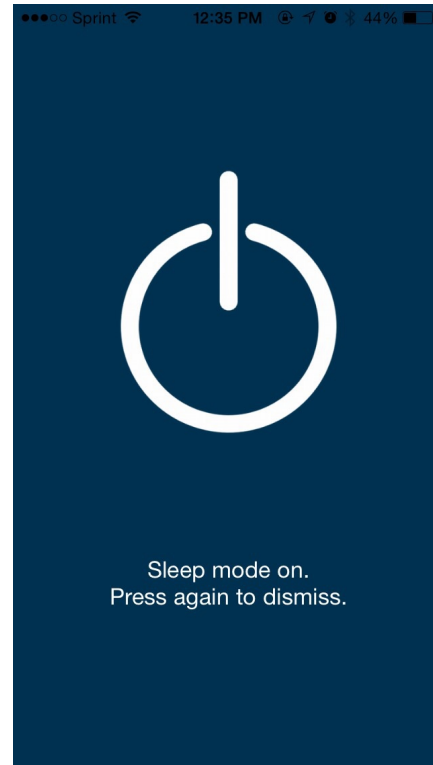 Sprint 12:35 PM 44%
Sleep mode on.
Press again to dismiss.